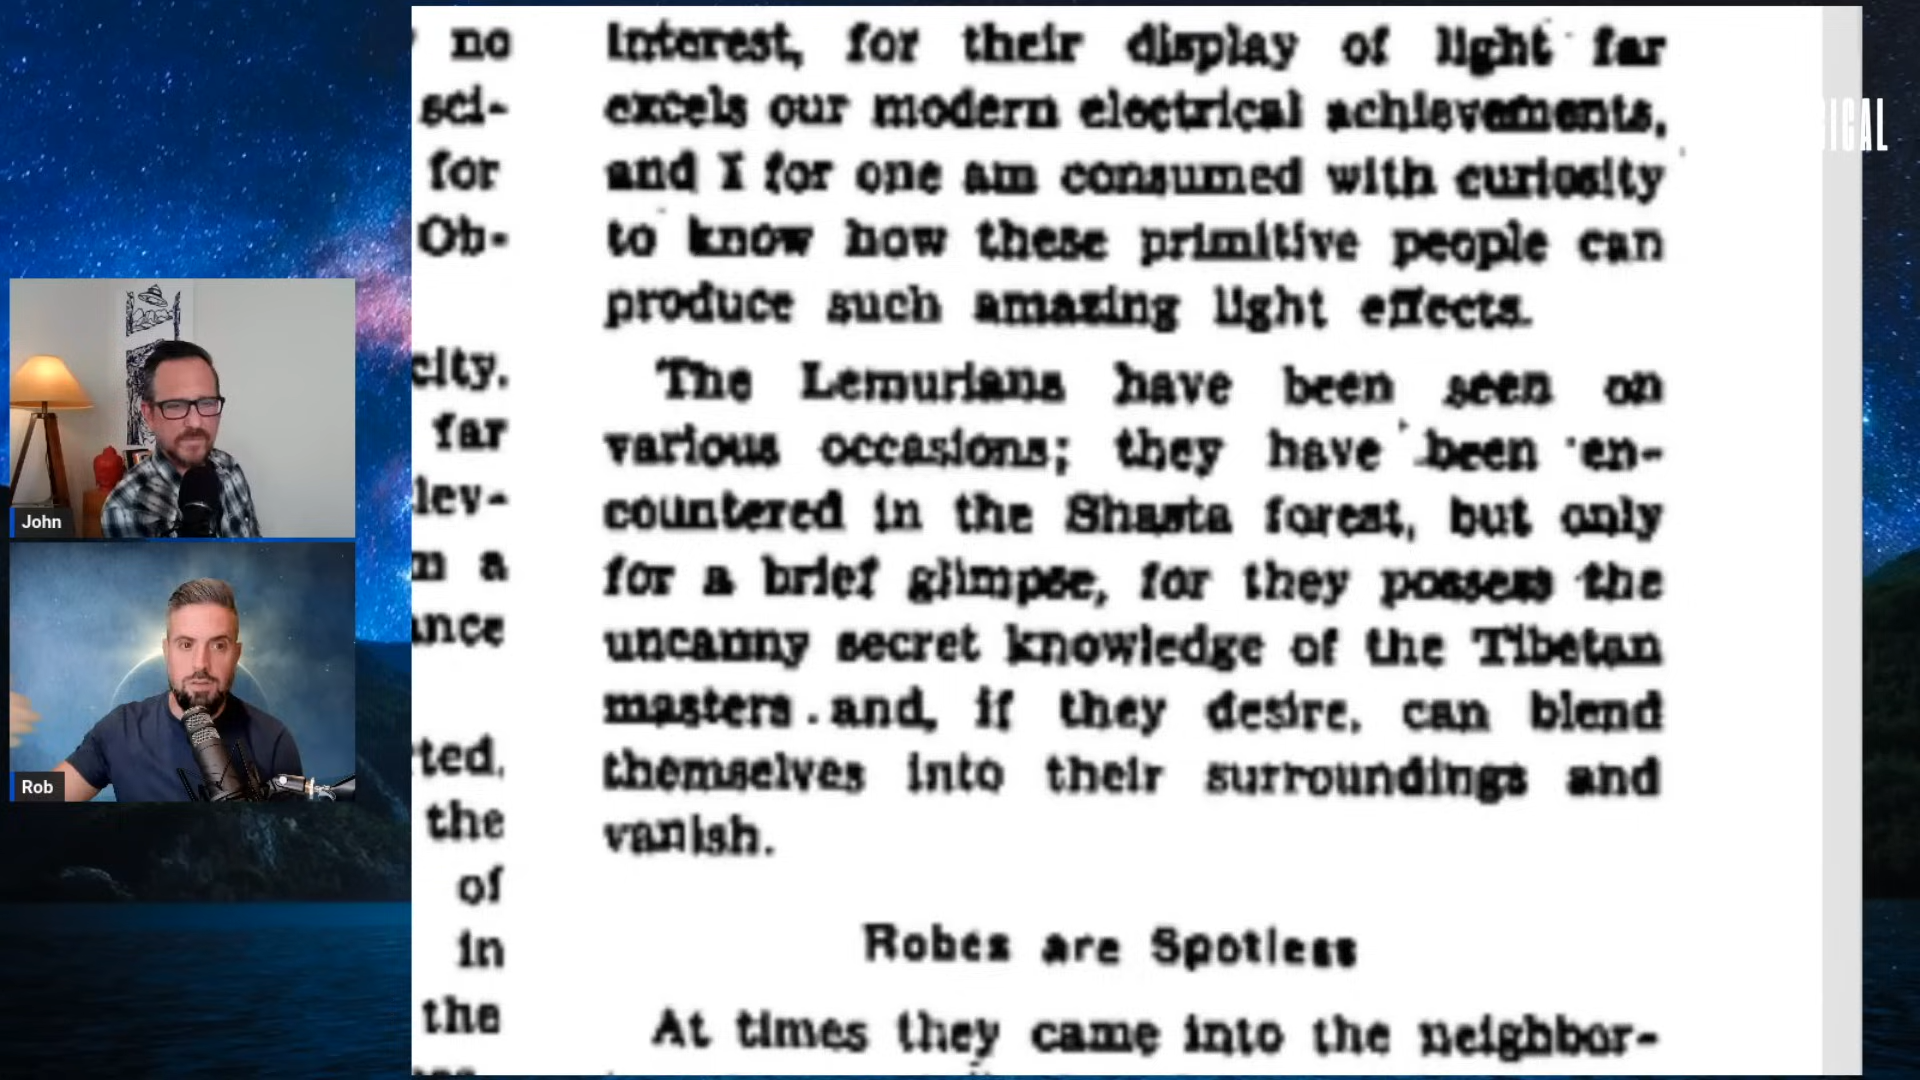 no
sci-
for
Ob-
city.
far
lev-
a
ted.
the
of
in
the
interest, for their display of light far
excels our modern electrical achievements,
and I for one am consumed with curiosity
to know how these primitive people can
produce such amazing light effects.
The Lemurians have been seen on
various occasions; they have been en-
countered in the Shasta forest, but only
for a brief glimpse, for they possess the
uncanny secret knowledge of the Tibetan
masters and, if they desire, can blend
themselves into their surroundings and
vanish.
Robes are Spotless
At times they came into the neighbor-
ICAL
John
Rob